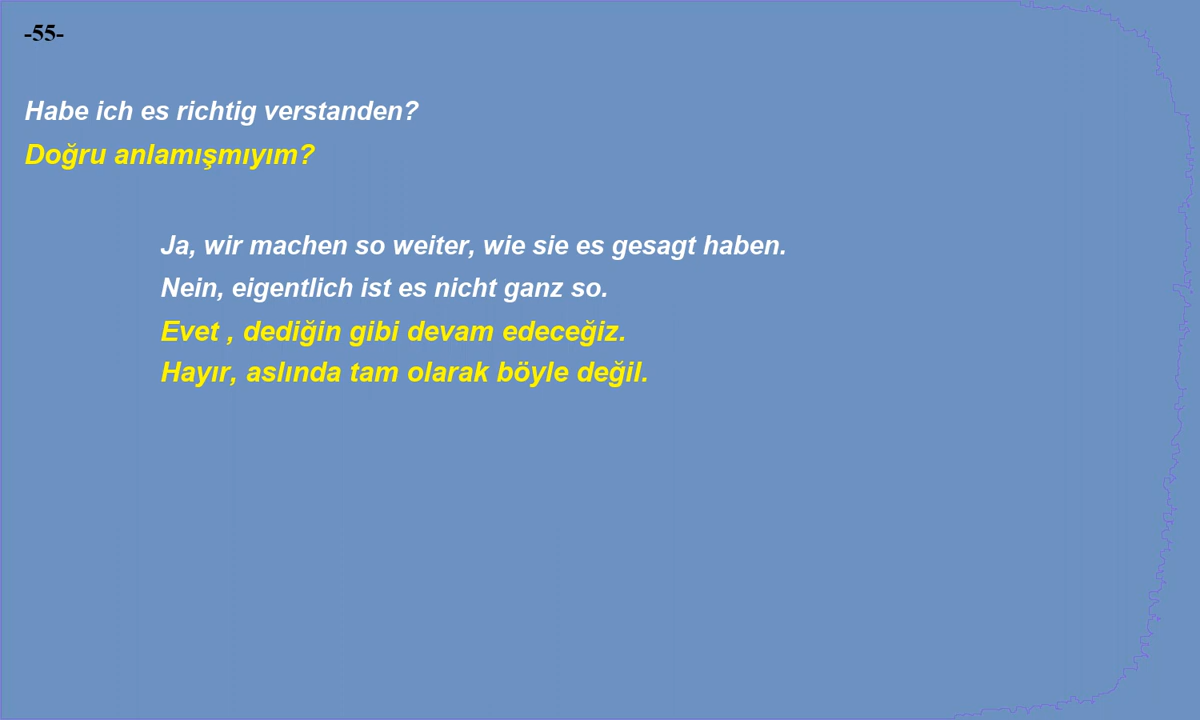 -55-
Habe ich es richtig verstanden?
Doğru anlamışmıyım?
Ja, wir machen so weiter, wie sie es gesagt haben.
Nein, eigentlich ist es nicht ganz so.
Evet , dediğin gibi devam edeceğiz.
Hayır, aslında tam olarak böyle değil.